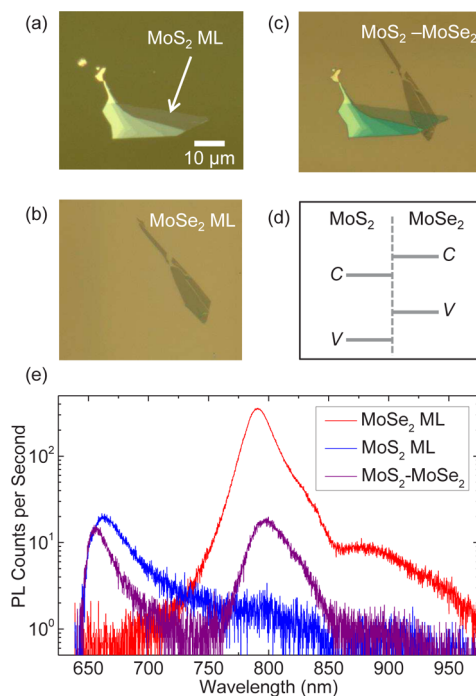 (a)
MoS₂ ML
10 μm
(c)
MoS₂ –MoSe₂
(b)
MoSe₂ ML
(d)
MoS₂ MoSe₂
C
C
V
V
(e)
MoSe₂ ML
MoS₂ ML
MoS₂-MoSe₂
PL Counts per Second
10²
10¹
10⁰
650 700 750 800 850 900 950
Wavelength (nm)